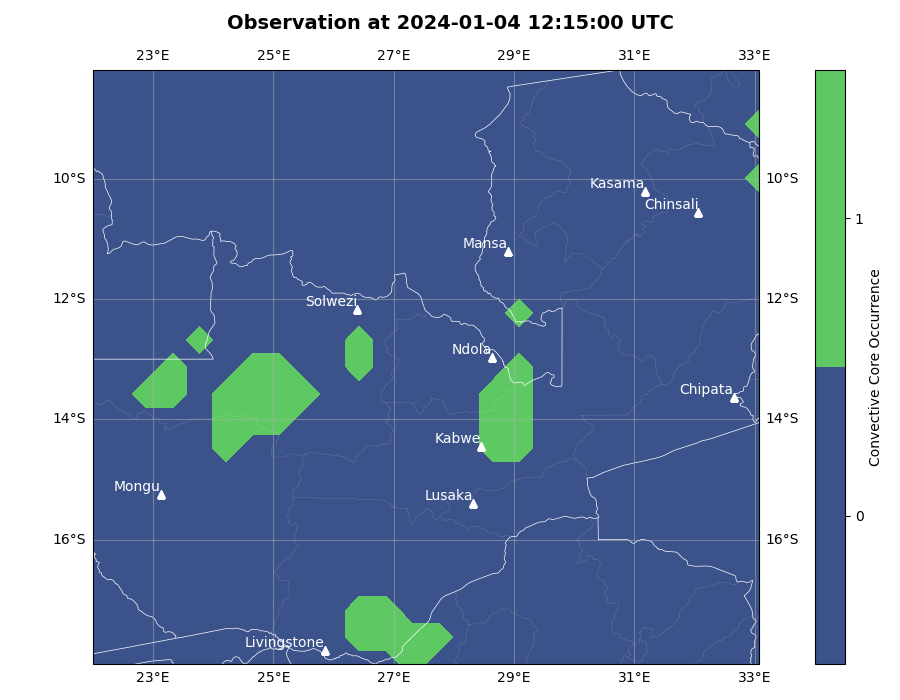 Observation at 2024-01-04 12:15:00 UTC
23°E 25°E 27°E 29°E 31°E 33°E
10°S 10°S
Kasama
Chinsali
Mansa
12°S 12°S
Solwezi
Ndola
Chipata
14°S 14°S
Kabwe
Mongu
Lusaka
16°S 16°S
Livingstone
23°E 25°E 27°E 29°E 31°E 33°E
1
0
Convective Core Occurrence